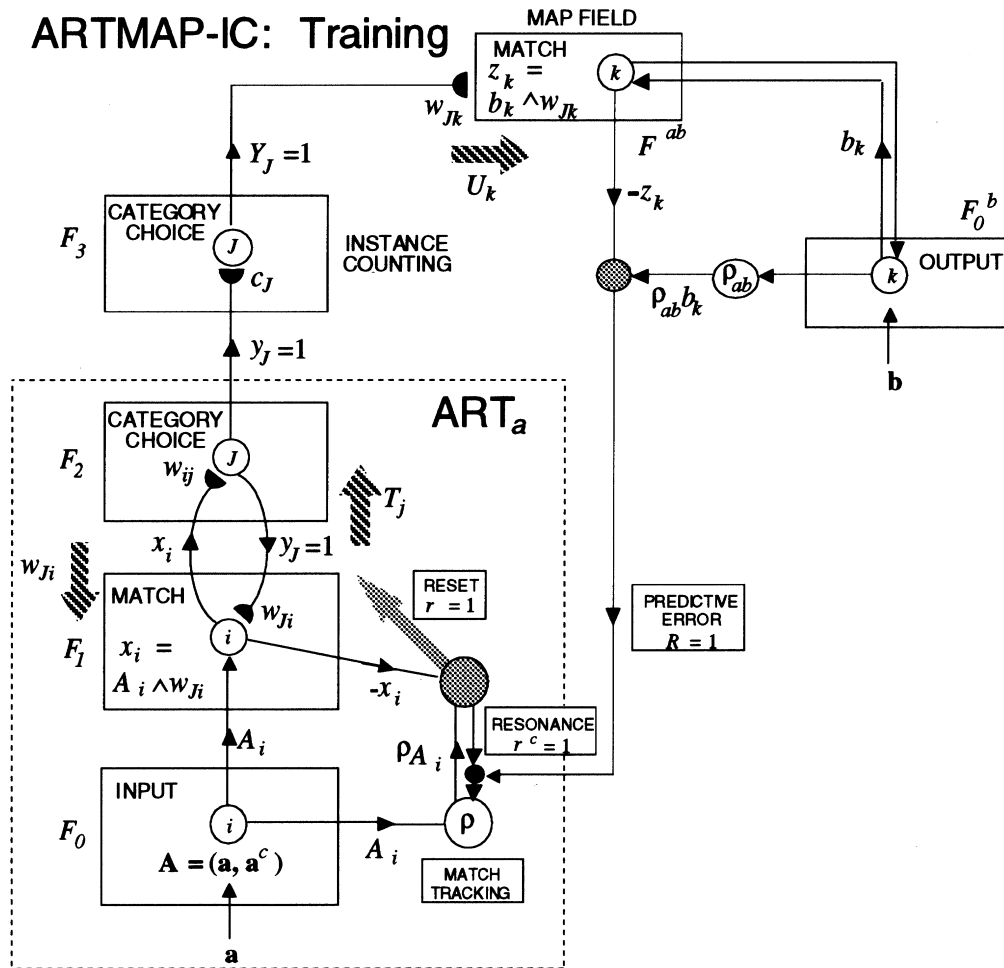 ARTMAP-IC: Training
MAP FIELD
MATCH
z_k =
b_k ∧ w_Jk
k
w_Jk
F^ab
b_k
Y_J = 1
U_k
-z_k
F_0^b
CATEGORY
CHOICE
F_3
J
c_J
INSTANCE
COUNTING
OUTPUT
k
ρ_ab
ρ_ab b_k
y_J = 1
b
ART_a
CATEGORY
CHOICE
F_2
J
w_ij
T_j
x_i
y_J = 1
w_Ji
RESET
r = 1
PREDICTIVE
ERROR
R = 1
MATCH
w_Ji
i
F_1
x_i =
A_i ∧ w_Ji
-x_i
RESONANCE
r^c = 1
A_i
ρ A_i
INPUT
F_0
i
ρ
A_i
A = (a, a^c)
MATCH
TRACKING
a